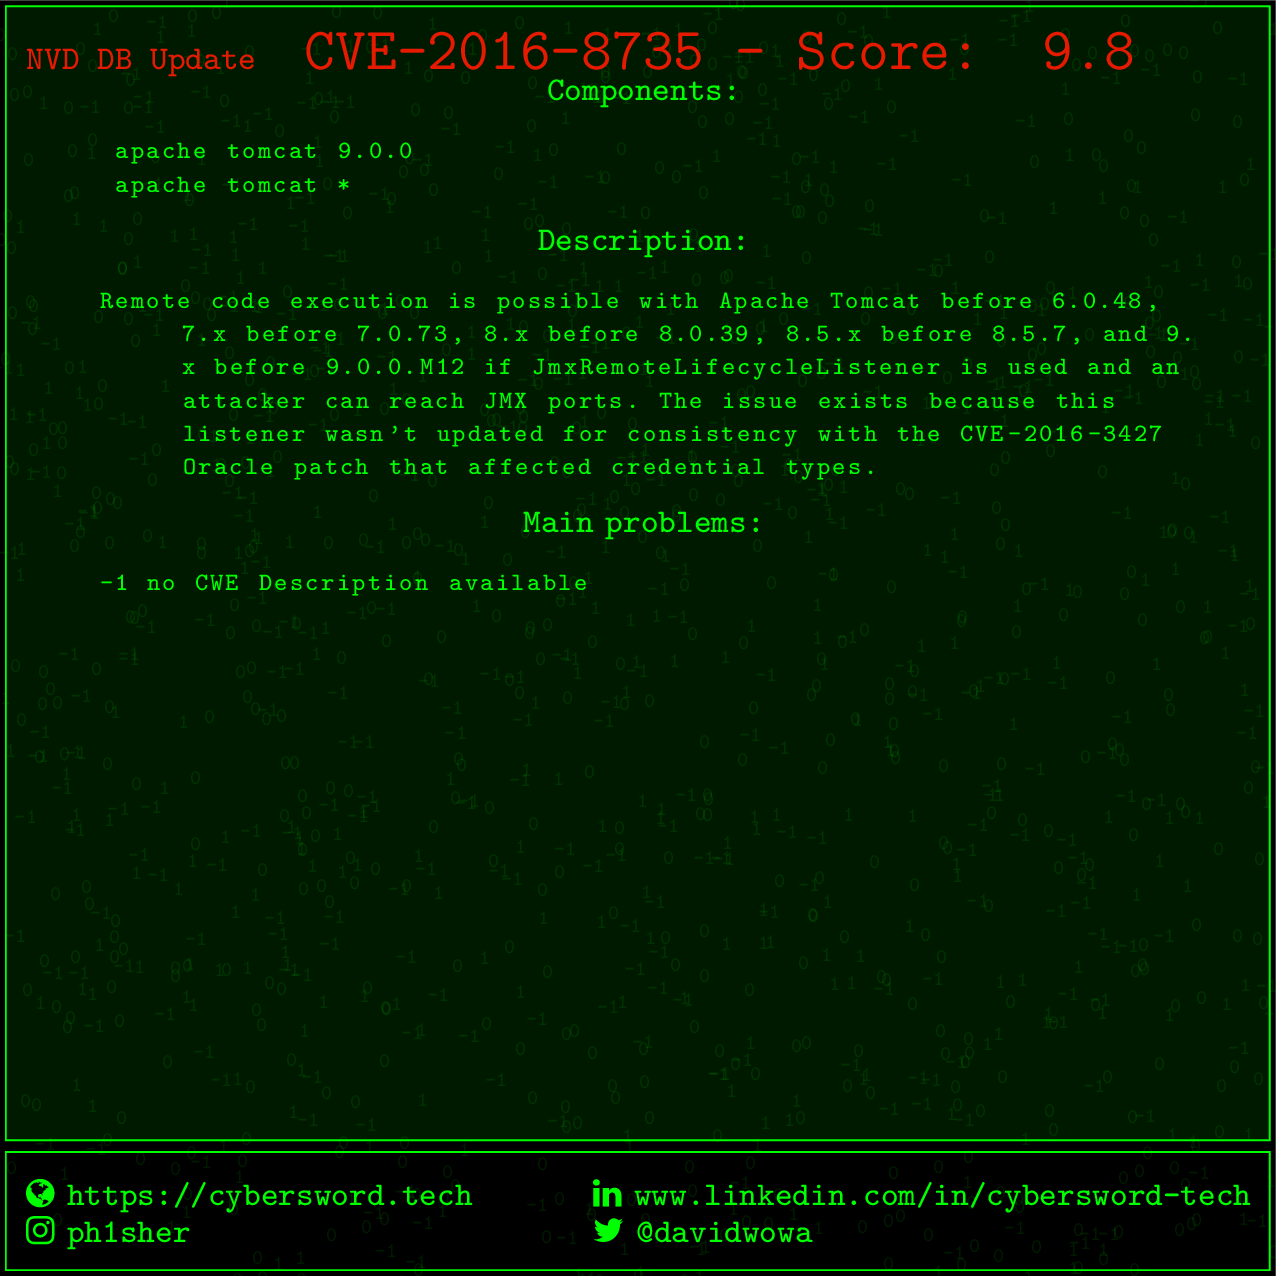 NVD DB Update CVE-2016-8735 - Score: 9.8
Components:
apache tomcat 9.0.0
apache tomcat *
Description:
Remote code execution is possible with Apache Tomcat before 6.0.48,
7.x before 7.0.73, 8.x before 8.0.39, 8.5.x before 8.5.7, and 9.
x before 9.0.0.M12 if JmxRemoteLifecycleListener is used and an
attacker can reach JMX ports. The issue exists because this
listener wasn't updated for consistency with the CVE-2016-3427
Oracle patch that affected credential types.
Main problems:
-1 no CWE Description available
https://cybersword.tech
www.linkedin.com/in/cybersword-tech
ph1sher
@davidwowa